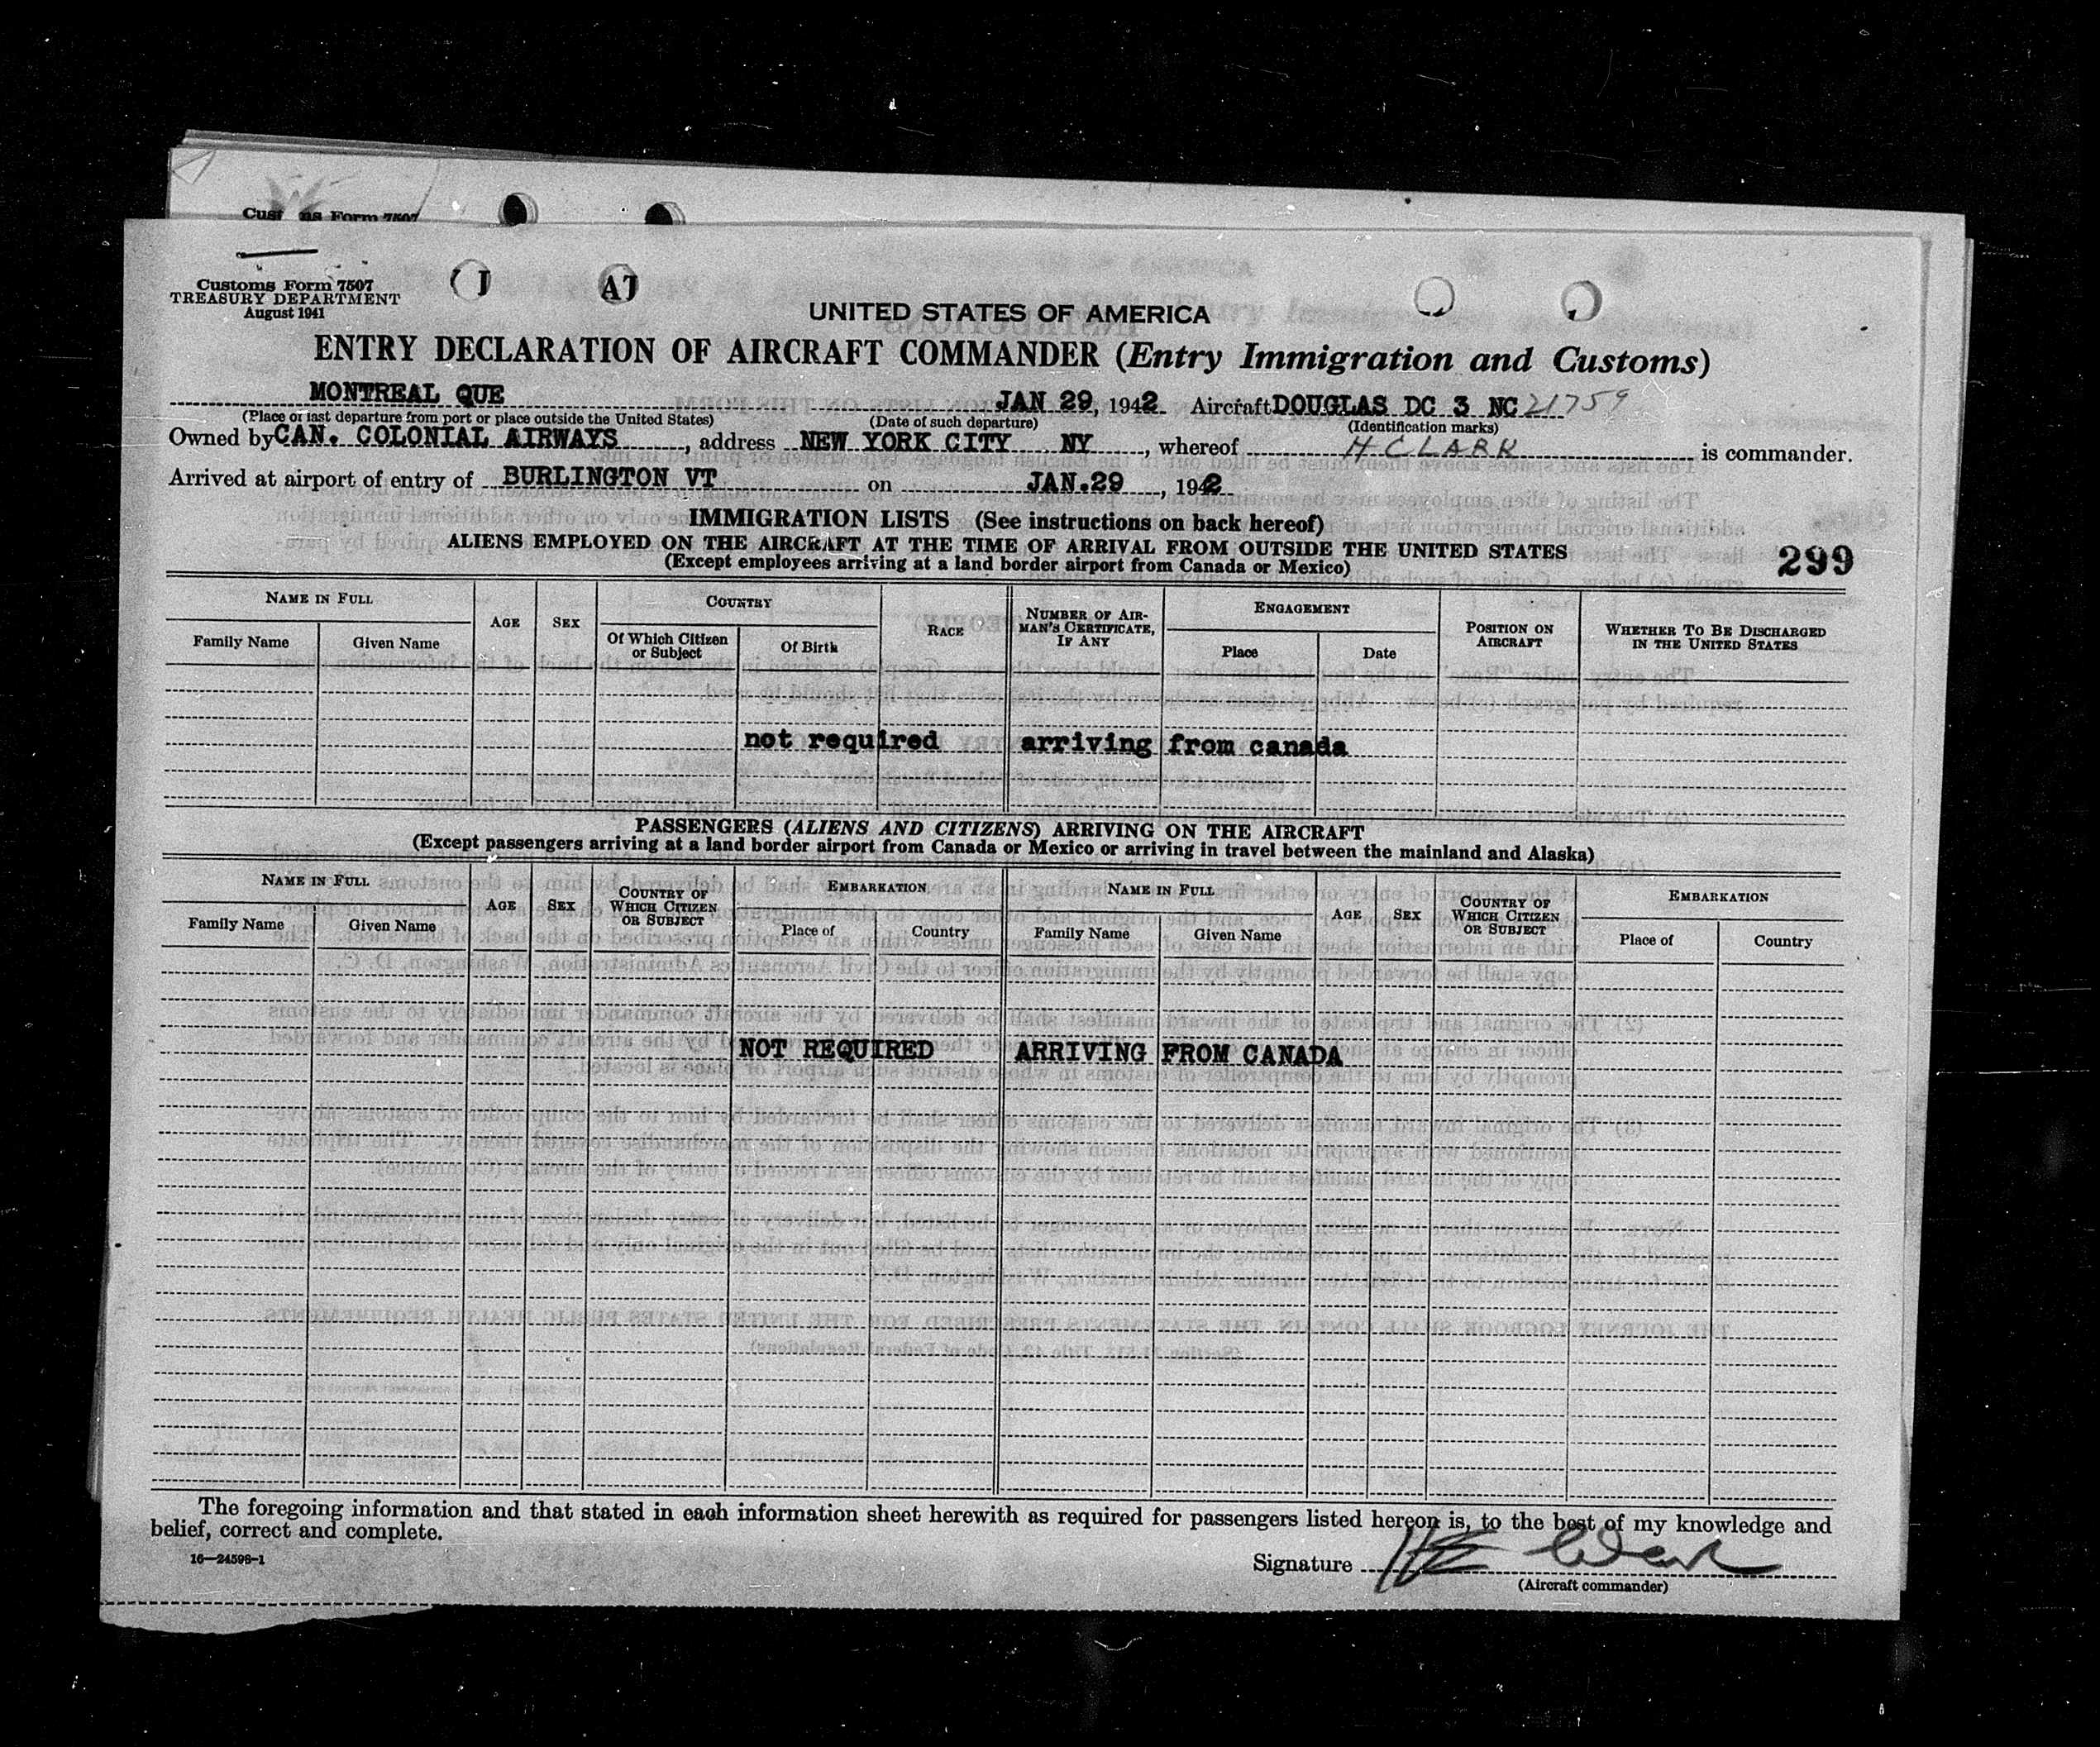 Customs Form 7507
Customs Form 7507
TREASURY DEPARTMENT
August 1941
UNITED STATES OF AMERICA
ENTRY DECLARATION OF AIRCRAFT COMMANDER (Entry Immigration and Customs)
MONTREAL QUE JAN 29, 1942 Aircraft DOUGLAS DC 3 NC 21759
(Place of last departure from port or place outside the United States) (Date of such departure) (Identification marks)
Owned by CAN. COLONIAL AIRWAYS, address NEW YORK CITY NY, whereof H CLARK is commander.
Arrived at airport of entry of BURLINGTON VT on JAN.29, 1942
IMMIGRATION LISTS (See instructions on back hereof)
ALIENS EMPLOYED ON THE AIRCRAFT AT THE TIME OF ARRIVAL FROM OUTSIDE THE UNITED STATES
(Except employees arriving at a land border airport from Canada or Mexico)
299
NAME IN FULL AGE SEX COUNTRY RACE NUMBER OF AIRMAN'S CERTIFICATE, IF ANY ENGAGEMENT POSITION ON AIRCRAFT WHETHER TO BE DISCHARGED IN THE UNITED STATES
Family Name Given Name Of Which Citizen or Subject Of Birth Place Date
not required arriving from canada
PASSENGERS (ALIENS AND CITIZENS) ARRIVING ON THE AIRCRAFT
(Except passengers arriving at a land border airport from Canada or Mexico or arriving in travel between the mainland and Alaska)
NAME IN FULL AGE SEX COUNTRY OF WHICH CITIZEN OR SUBJECT EMBARKATION NAME IN FULL AGE SEX COUNTRY OF WHICH CITIZEN OR SUBJECT EMBARKATION
Family Name Given Name Place of Country Family Name Given Name Place of Country
NOT REQUIRED ARRIVING FROM CANADA
The foregoing information and that stated in each information sheet herewith as required for passengers listed hereon is, to the best of my knowledge and
belief, correct and complete.
16—24598-1
Signature HE Clark
(Aircraft commander)